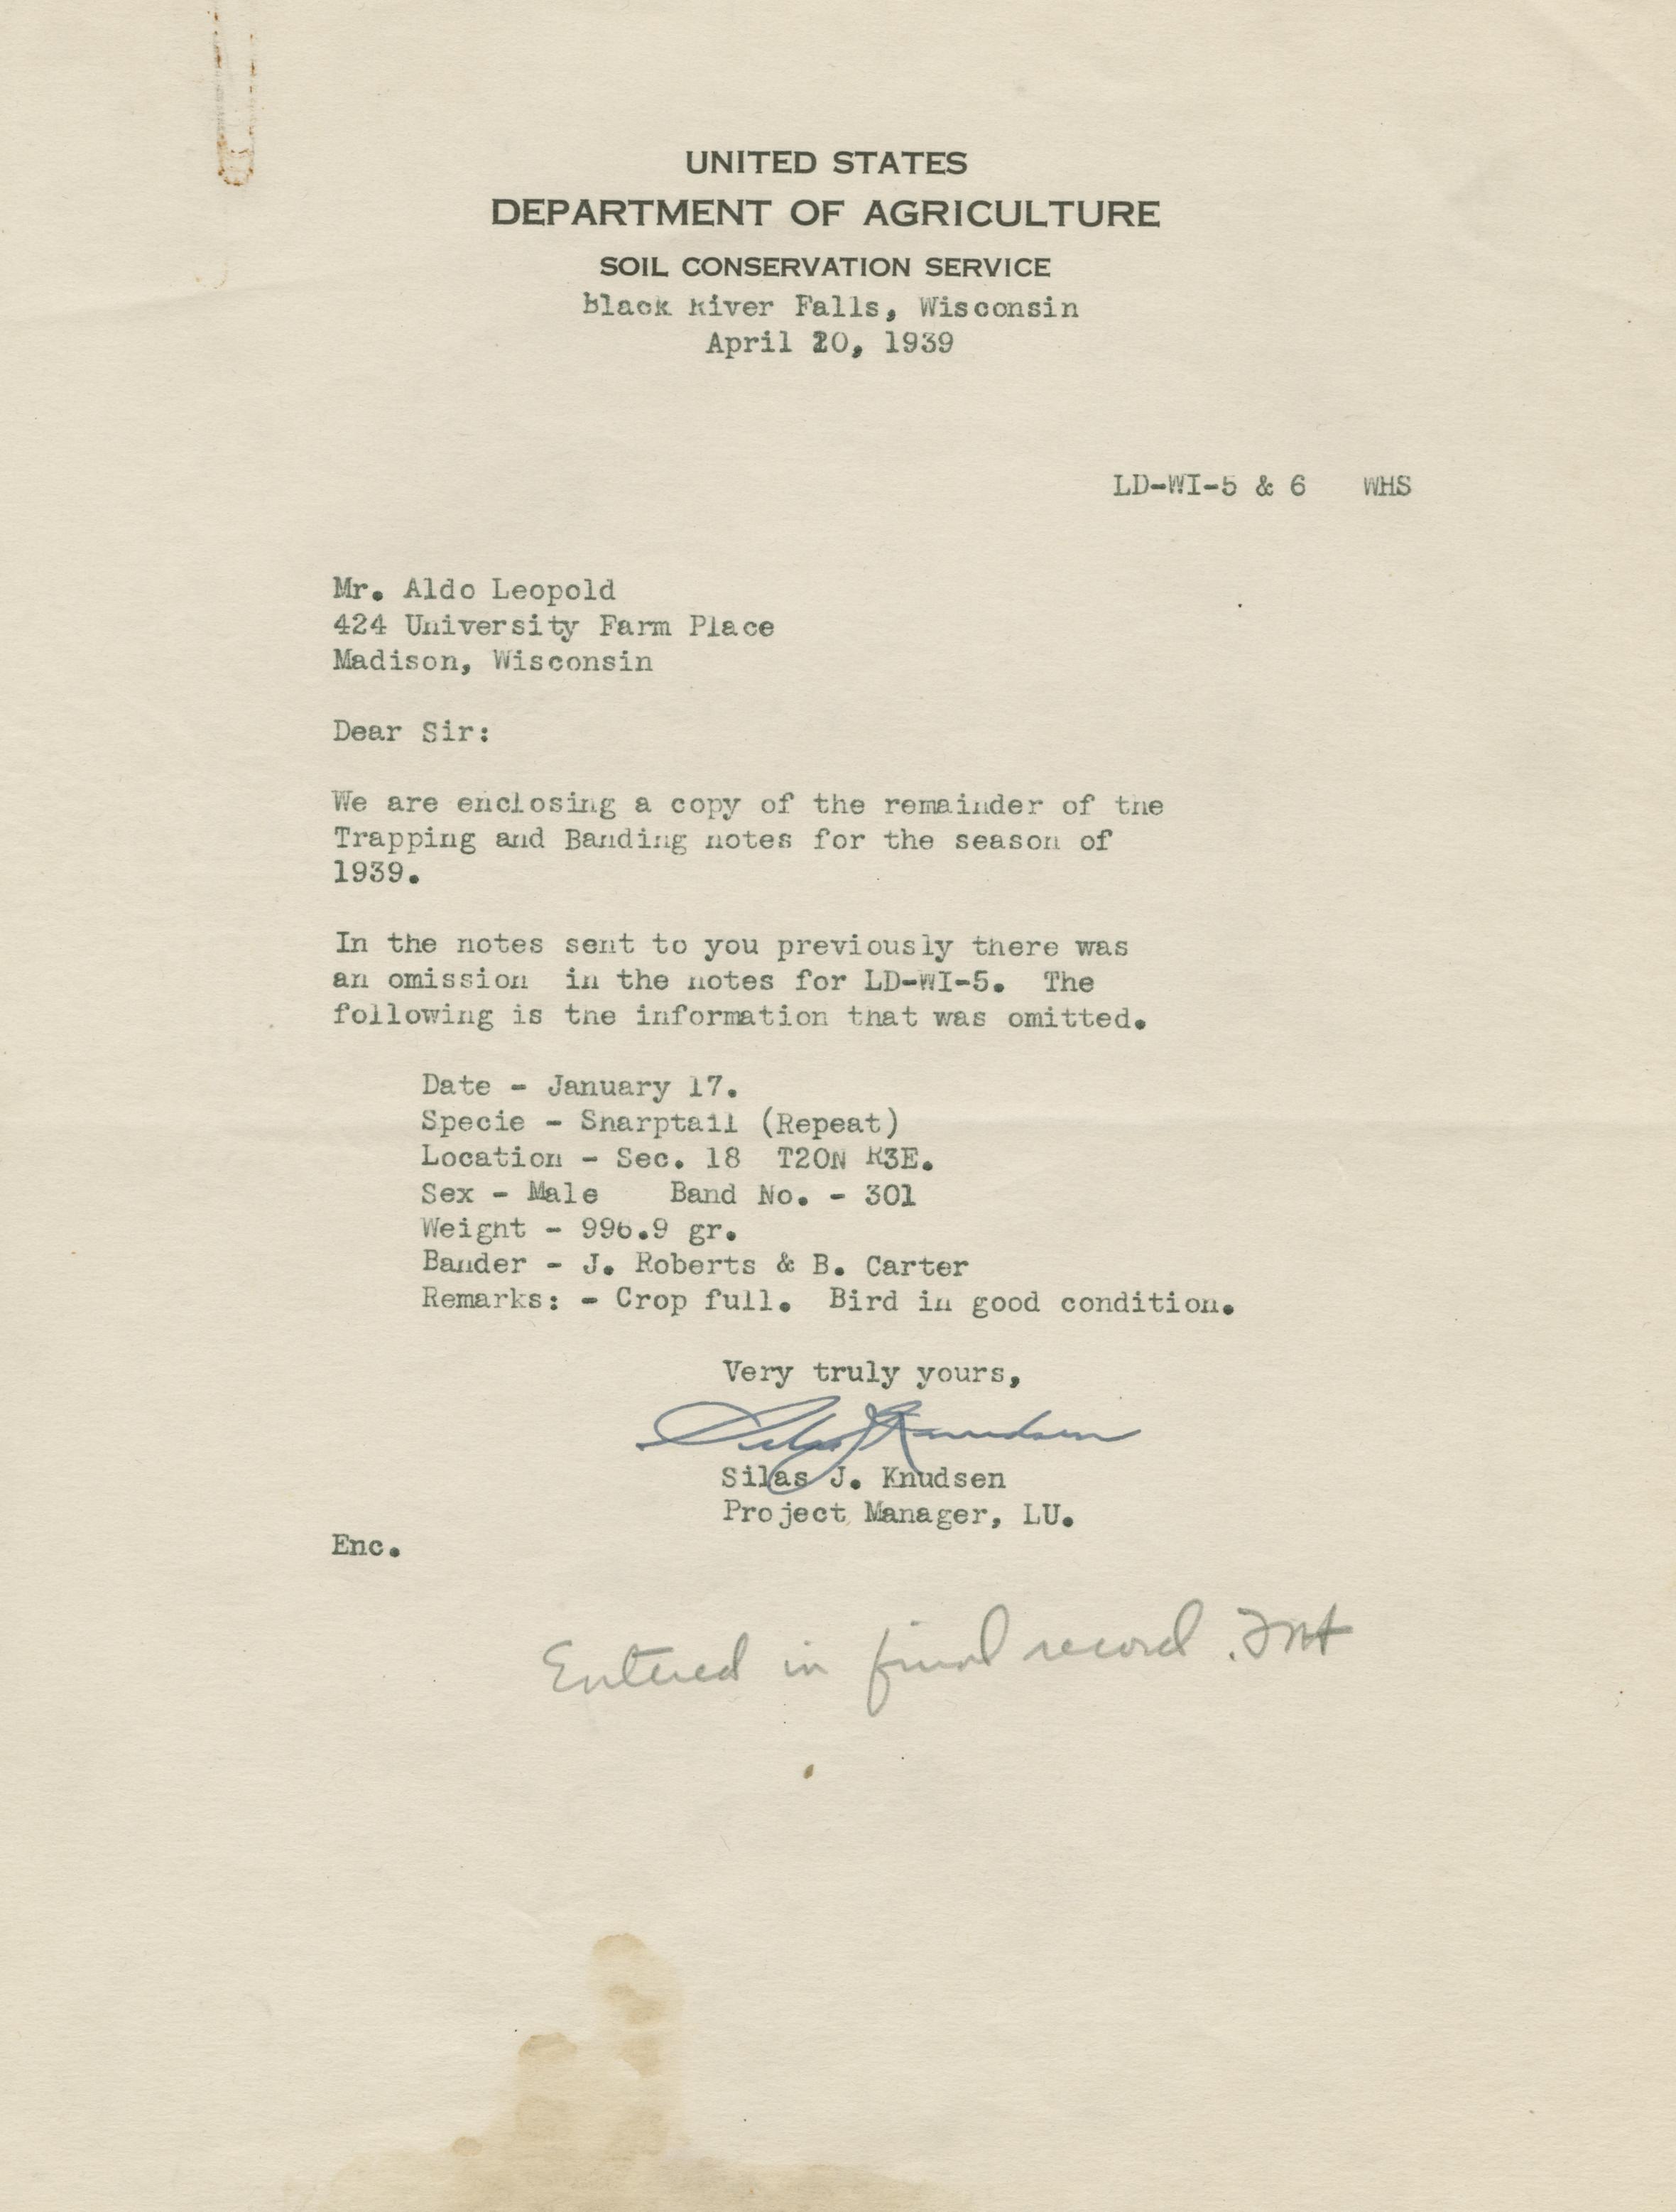 UNITED STATES
DEPARTMENT OF AGRICULTURE
SOIL CONSERVATION SERVICE
Black River Falls, Wisconsin
April 20, 1939
LD-WI-5 & 6 WHS
Mr. Aldo Leopold
424 University Farm Place
Madison, Wisconsin
Dear Sir:
We are enclosing a copy of the remainder of the
Trapping and Banding notes for the season of
1939.
In the notes sent to you previously there was
an omission in the notes for LD-WI-5. The
following is the information that was omitted.
Date - January 17.
Specie - Sharptail (Repeat)
Location - Sec. 18 T20N R3E.
Sex - Male Band No. - 301
Weight - 996.9 gr.
Bander - J. Roberts & B. Carter
Remarks: - Crop full. Bird in good condition.
Very truly yours,
Silas J. Knudsen
Silas J. Knudsen
Project Manager, LU.
Enc.
Entered in final record.